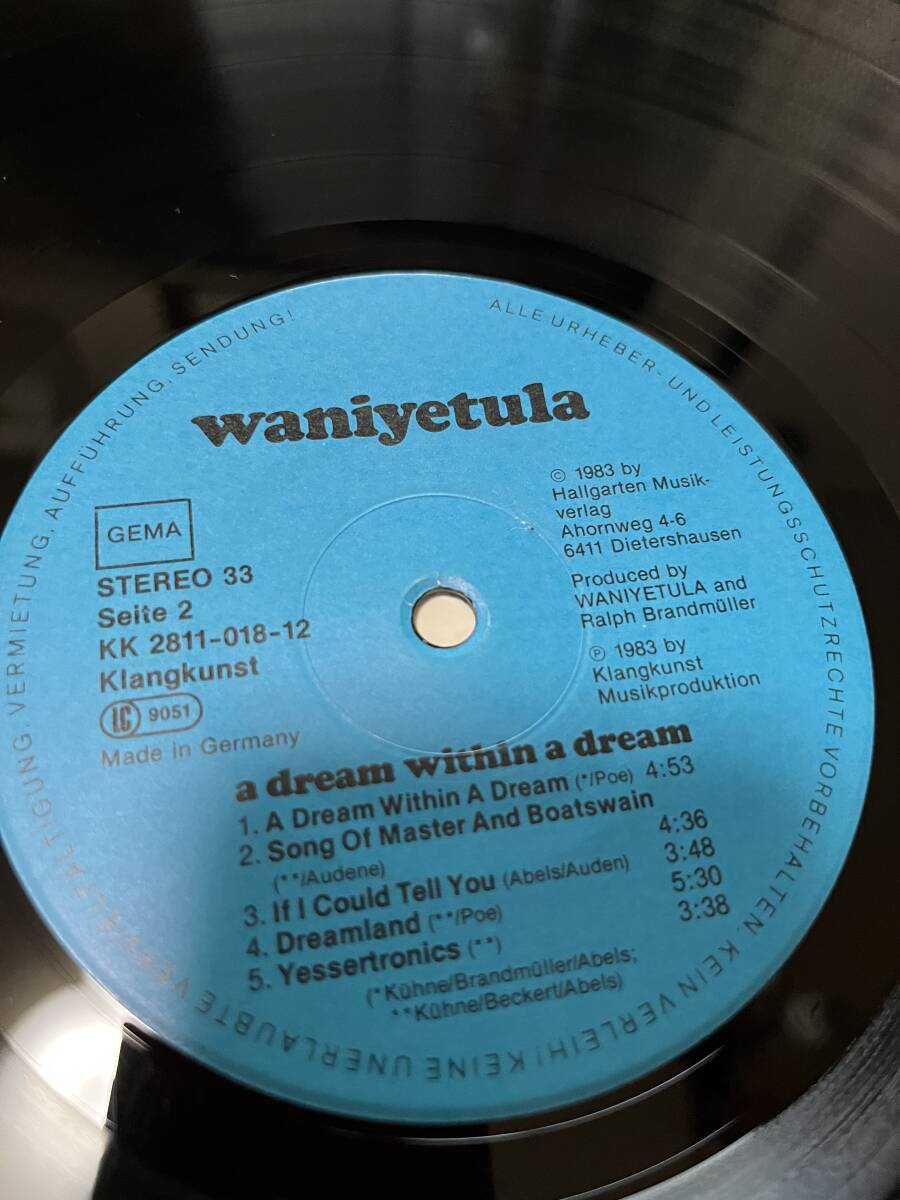 ALLE URHEBER- UND LEISTUNGSSCHUTZRECHTE VORBEHALTEN. KEIN VERLEIH! KEINE UNERLAUBTE VERVIELFÄLTIGUNG, VERMIETUNG, AUFFÜHRUNG, SENDUNG!
waniyetula
GEMA
STEREO 33
Seite 2
KK 2811-018-12
Klangkunst
LC 9051
Made in Germany
© 1983 by
Hallgarten Musik-
verlag
Ahornweg 4-6
6411 Dietershausen
Produced by
WANIYETULA and
Ralph Brandmüller
℗ 1983 by
Klangkunst
Musikproduktion
a dream within a dream
1. A Dream Within A Dream (*/Poe) 4:53
2. Song Of Master And Boatswain
(**/Audene) 4:36
3. If I Could Tell You (Abels/Auden) 3:48
4. Dreamland (**/Poe) 5:30
5. Yessertronics (**) 3:38
(*Kühne/Brandmüller/Abels;
**Kühne/Beckert/Abels)